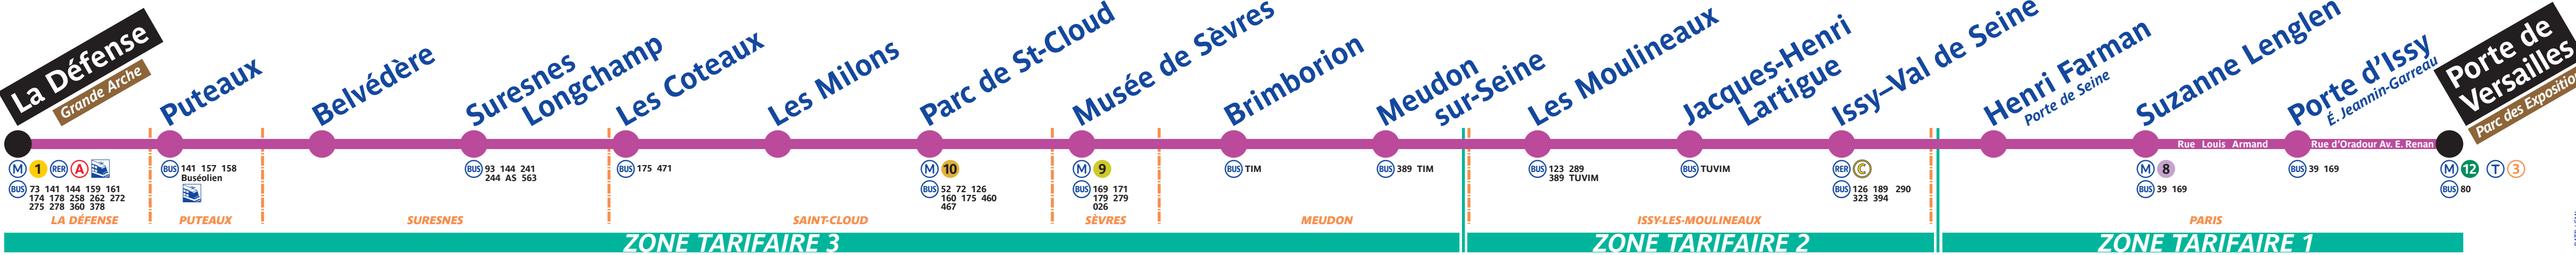 La Défense
Grande Arche
Puteaux
Belvédère
Suresnes
Longchamp
Les Coteaux
Les Milons
Parc de St-Cloud
Musée de Sèvres
Brimborion
Meudon
sur-Seine
Les Moulineaux
Jacques-Henri
Lartigue
Issy–Val de Seine
Henri Farman
Porte de Seine
Suzanne Lenglen
Porte d'Issy
É. Jeannin-Garreau
Porte de
Versailles
Parc des Expositions
Rue Louis Armand
Rue d'Oradour Av. E. Renan
M 1 RER A
BUS 73 141 144 159 161
174 178 258 262 272
275 278 360 378
BUS 141 157 158
Buséolien
BUS 93 144 241
244 AS 563
BUS 175 471
M 10
BUS 52 72 126
160 175 460
467
M 9
BUS 169 171
179 279
026
BUS TIM
BUS 389 TIM
BUS 123 289
389 TUVIM
BUS TUVIM
RER C
BUS 126 189 290
323 394
M 8
BUS 39 169
BUS 39 169
M 12 T 3
BUS 80
LA DÉFENSE
PUTEAUX
SURESNES
SAINT-CLOUD
SÈVRES
MEUDON
ISSY-LES-MOULINEAUX
PARIS
ZONE TARIFAIRE 3
ZONE TARIFAIRE 2
ZONE TARIFAIRE 1